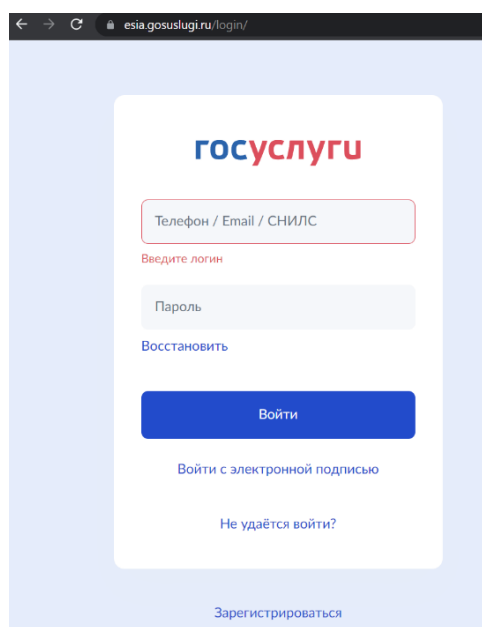 esia.gosuslugi.ru/login/
госуслуги
Телефон / Email / СНИЛС
Введите логин
Пароль
Восстановить
Войти
Войти с электронной подписью
Не удаётся войти?
Зарегистрироваться